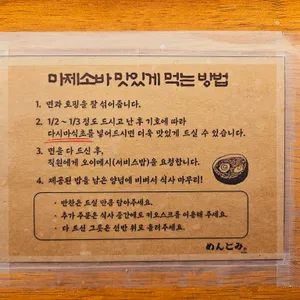 마제소바 맛있게 먹는 방법
1. 면과 토핑을 잘 섞어줍니다.
2. 1/2 ~ 1/3 정도 드시고 난 후 기호에 따라
다시마식초를 넣어드시면 더욱 맛있게 드실 수 있습니다.
3. 면을 다 드신 후,
직원에게 오이메시(서비스밥)을 요청합니다.
4. 제공된 밥을 남은 양념에 비벼서 식사 마무리!
· 반찬은 드실 만큼 담아주세요.
· 추가 주문은 식사 중간에도 키오스크를 이용해 주세요.
· 다 드신 그릇은 선반 위로 올려주세요.
めんとみ